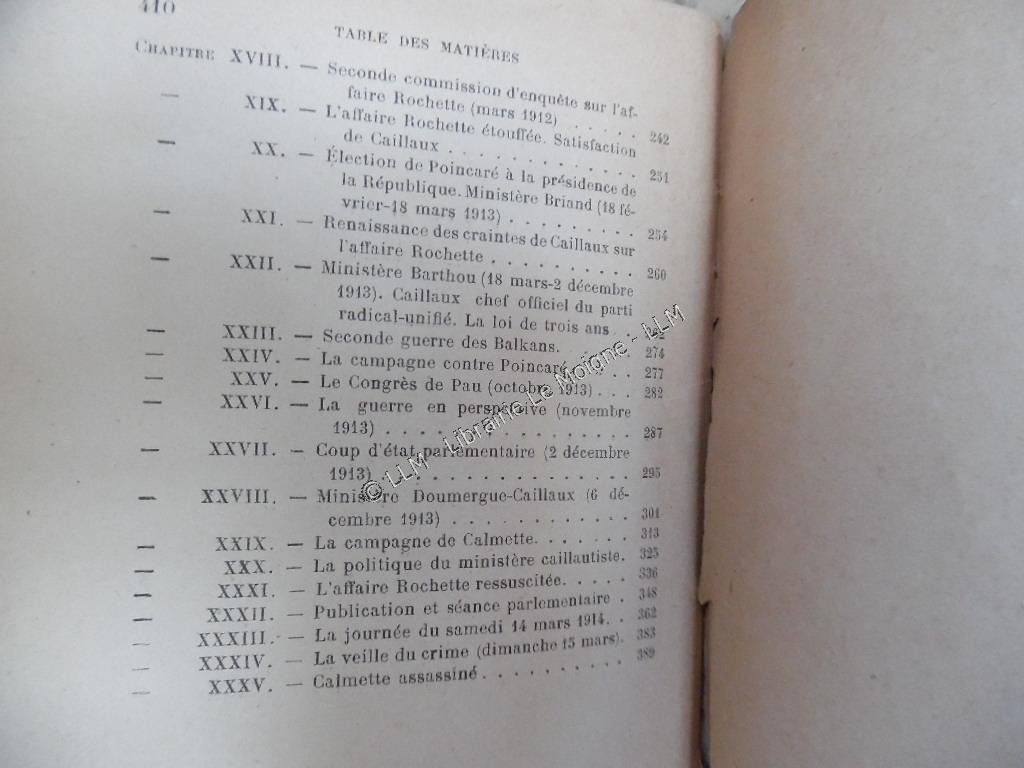 410
TABLE DES MATIÈRES
CHAPITRE XVIII. — Seconde commission d'enquête sur l'af-
faire Rochette (mars 1912) . . . . . 242
— XIX. — L'affaire Rochette étouffée. Satisfaction
de Caillaux . . . . . . . . . . . 251
— XX. — Élection de Poincaré à la présidence de
la République. Ministère Briand (18 fé-
vrier-18 mars 1913) . . . . . . . 254
— XXI. — Renaissance des craintes de Caillaux sur
l'affaire Rochette . . . . . . . . . . 260
— XXII. — Ministère Barthou (18 mars-2 décembre
1913). Caillaux chef officiel du parti
radical-unifié. La loi de trois ans . .
— XXIII. — Seconde guerre des Balkans. . . . . 274
— XXIV. — La campagne contre Poincaré . . . . 277
— XXV. — Le Congrès de Pau (octobre 1913) . . . 282
— XXVI. — La guerre en perspective (novembre
1913) . . . . . . . . . . . . . . . 287
— XXVII. — Coup d'état parlementaire (2 décembre
1913) . . . . . . . . . . . . . . . 295
— XXVIII. — Ministère Doumergue-Caillaux (6 dé-
cembre 1913) . . . . . . . . . . . 301
— XXIX. — La campagne de Calmette. . . . . . . 313
— XXX. — La politique du ministère caillautiste. 325
— XXXI. — L'affaire Rochette ressuscitée. . . . . 336
— XXXII. — Publication et séance parlementaire . 348
— XXXIII. — La journée du samedi 14 mars 1914. . 362
— XXXIV. — La veille du crime (dimanche 15 mars). 383
— XXXV. — Calmette assassiné . . . . . . . . . . 389
© LLM - Librairie Le Moigne - LLM